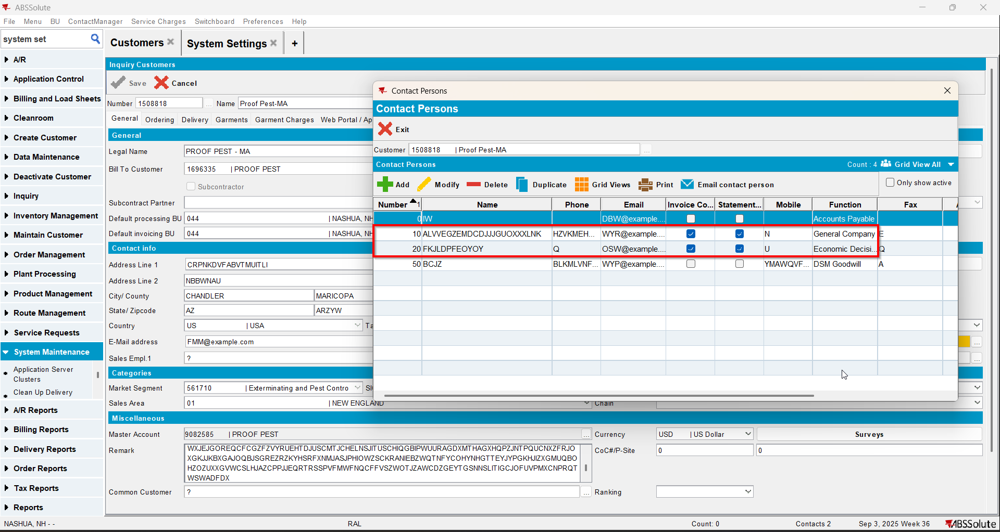 ABSSolute
File Menu BU ContactManager Service Charges Switchboard Preferences Help
system set
Customers System Settings +
A/R
Application Control
Billing and Load Sheets
Cleanroom
Create Customer
Data Maintenance
Deactivate Customer
Inquiry
Inventory Management
Maintain Customer
Order Management
Plant Processing
Product Management
Route Management
Service Requests
System Maintenance
Application Server
Clusters
Clean Up Delivery
A/R Reports
Billing Reports
Delivery Reports
Order Reports
Tax Reports
Reports
Inquiry Customers
Save Cancel
Number 1508818 ... Name Proof Pest-MA
General Ordering Delivery Garments Garment Charges Web Portal / Ap
General
Legal Name PROOF PEST - MA
Bill To Customer 1696335 | PROOF PEST
Subcontractor
Subcontract Partner
Default processing BU 044 | NASHUA, NH
Default invoicing BU 044 | NASHUA, NH
Contact info
Address Line 1 CRPNKDVFABVTMUITLI
Address Line 2 NBBWNAU
City/ County CHANDLER MARICOPA
State/ Zipcode AZ ARZYW
Country US | USA Ta
E-Mail address FMM@example.com ...
Sales Empl.1 ? ...
Categories
Market Segment 561710 | Exterminating and Pest Contro SI
Sales Area 01 | NEW ENGLAND Chain
Miscellaneous
Master Account 9082585 | PROOF PEST ... Currency USD | US Dollar Surveys
Remark WXJEJGOREQCFCGZFZVYRUEHTDJUSCMTJCHELNSJITUSCHIQGBIPWUURAGDXMTHAGXHQPZJNTPQUCNXZFRJO CoC#/P-Site 0 0
XGKJJKBXGAJOQBJSGREZRZKYHSRFXNMJASJPHIOWZSCKRANIEBZWQTNFYCOHYNHGTTEYJYPGKHJIZXGMUQBO
HZOZUXXGVWCSLHJAZCPPJJEQRTRSSPVFMWFNQCFFVSZWOTJZAWCDZGEYTGSNNSLITIGCJOFUVPMXCNPRQT
WSWADFDX
Common Customer ? ... Ranking
Contact Persons
Contact Persons
Exit
Customer 1508818 | Proof Pest-MA ...
Contact Persons Count : 4 Grid View All
Add Modify Delete Duplicate Grid Views Print Email contact person Only show active
Number 1 Name Phone Email Invoice Co... Statement... Mobile Function Fax
0 IW DBW@example.... Accounts Payable
10 ALVVEGZEMDCDJJJGUOXXXLNK HZVKMEH... WYR@example.... N General Company E
20 FKJLDPFEOYOY Q OSW@example.... U Economic Decisi... Q
50 BCJZ BLKMLVNF... WYP@example.... YMAWQVF... DSM Goodwill A
NASHUA, NH - - RAL Count: 0 Contacts 2 Sep 3, 2025 Week 36 ABSSolute